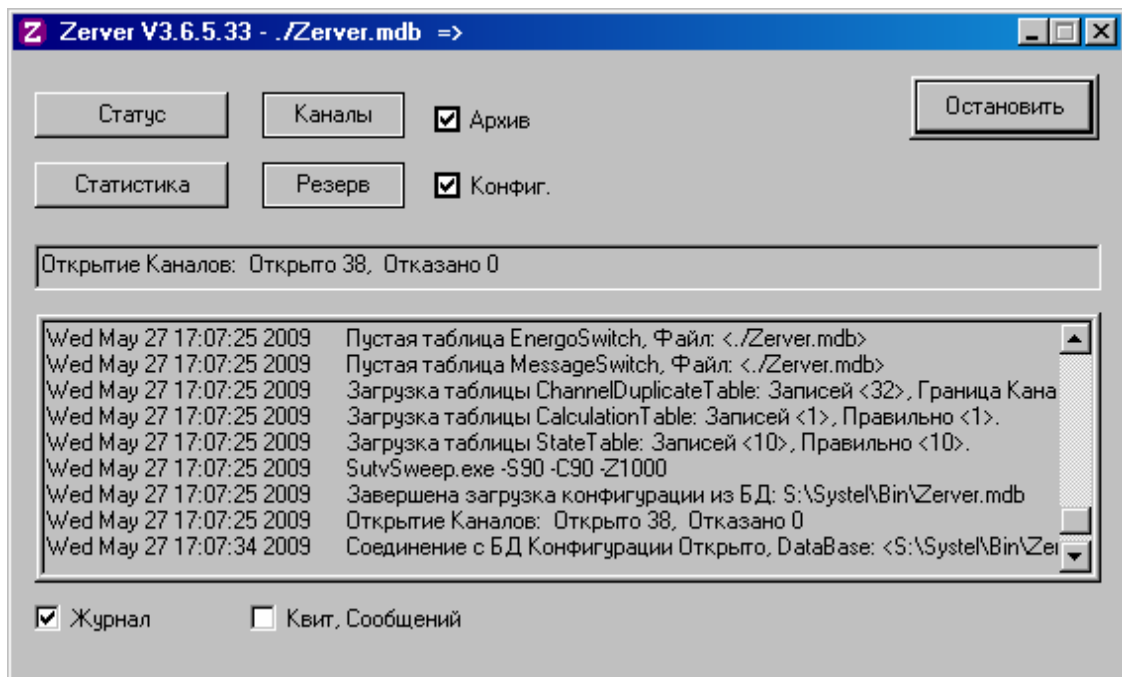 Z Zerver V3.6.5.33 - ./Zerver.mdb =>
Статус Каналы Архив Остановить
Статистика Резерв Конфиг.
Открытие Каналов: Открыто 38, Отказано 0
Wed May 27 17:07:25 2009 Пустая таблица EnergoSwitch, Файл: <./Zerver.mdb>
Wed May 27 17:07:25 2009 Пустая таблица MessageSwitch, Файл: <./Zerver.mdb>
Wed May 27 17:07:25 2009 Загрузка таблицы ChannelDuplicateTable: Записей <32>, Граница Кана
Wed May 27 17:07:25 2009 Загрузка таблицы CalculationTable: Записей <1>, Правильно <1>.
Wed May 27 17:07:25 2009 Загрузка таблицы StateTable: Записей <10>, Правильно <10>.
Wed May 27 17:07:25 2009 SutvSweep.exe -S90 -C90 -Z1000
Wed May 27 17:07:25 2009 Завершена загрузка конфигурации из БД: S:\Systel\Bin\Zerver.mdb
Wed May 27 17:07:25 2009 Открытие Каналов: Открыто 38, Отказано 0
Wed May 27 17:07:34 2009 Соединение с БД Конфигурации Открыто, DataBase: <S:\Systel\Bin\Zer
Журнал Квит, Сообщений